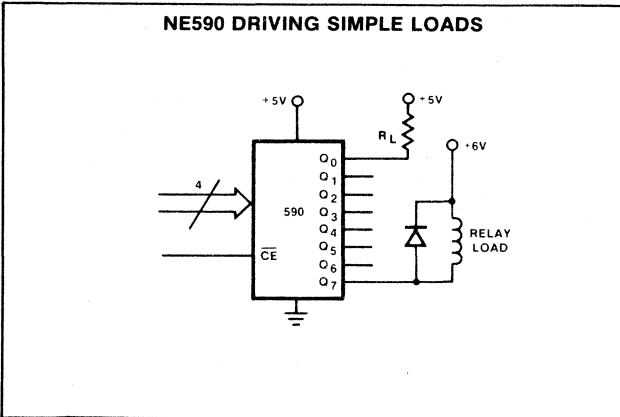 NE590 DRIVING SIMPLE LOADS
+5V
+5V
RL
+6V
4
590
Q0
Q1
Q2
Q3
Q4
Q5
Q6
Q7
CE
RELAY
LOAD